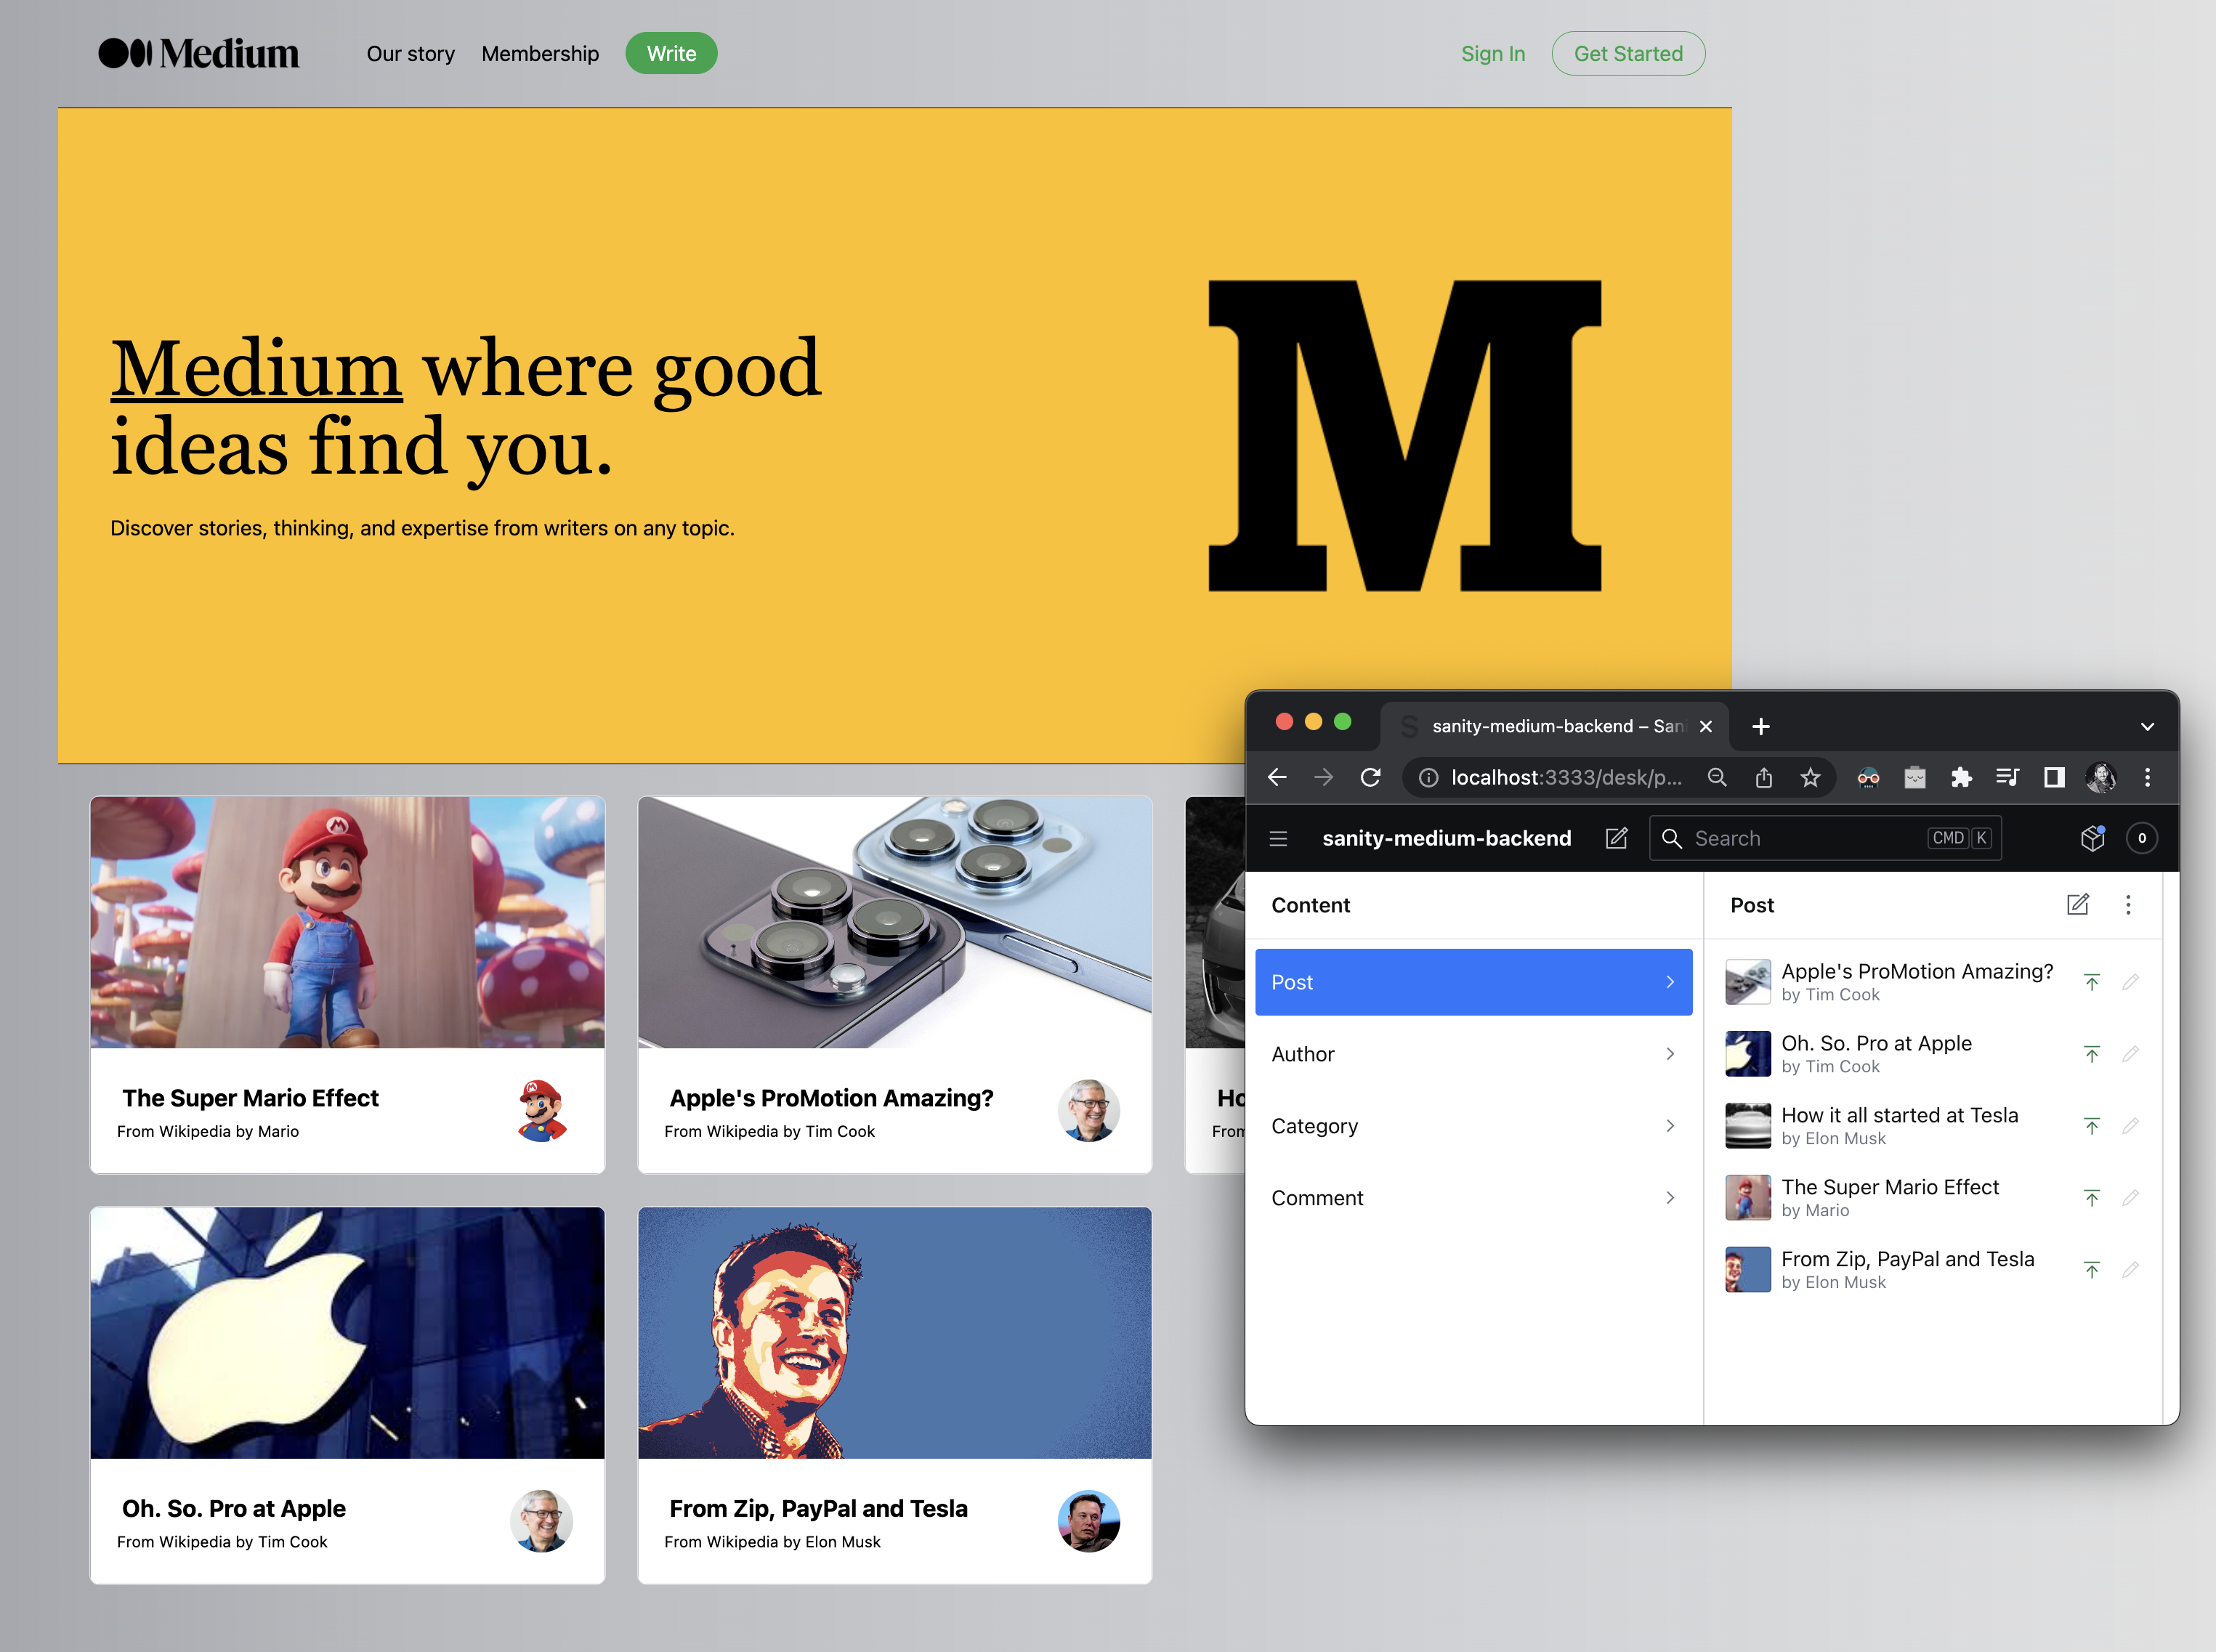 Medium
Our story
Membership
Write
Sign In
Get Started
Medium where good
ideas find you.
Discover stories, thinking, and expertise from writers on any topic.
M
The Super Mario Effect
From Wikipedia by Mario
Apple's ProMotion Amazing?
From Wikipedia by Tim Cook
Ho
From
Oh. So. Pro at Apple
From Wikipedia by Tim Cook
From Zip, PayPal and Tesla
From Wikipedia by Elon Musk
sanity-medium-backend – San
localhost:3333/desk/p...
sanity-medium-backend
Search
CMD K
0
Content
Post
Author
Category
Comment
Post
Apple's ProMotion Amazing?
by Tim Cook
Oh. So. Pro at Apple
by Tim Cook
How it all started at Tesla
by Elon Musk
The Super Mario Effect
by Mario
From Zip, PayPal and Tesla
by Elon Musk